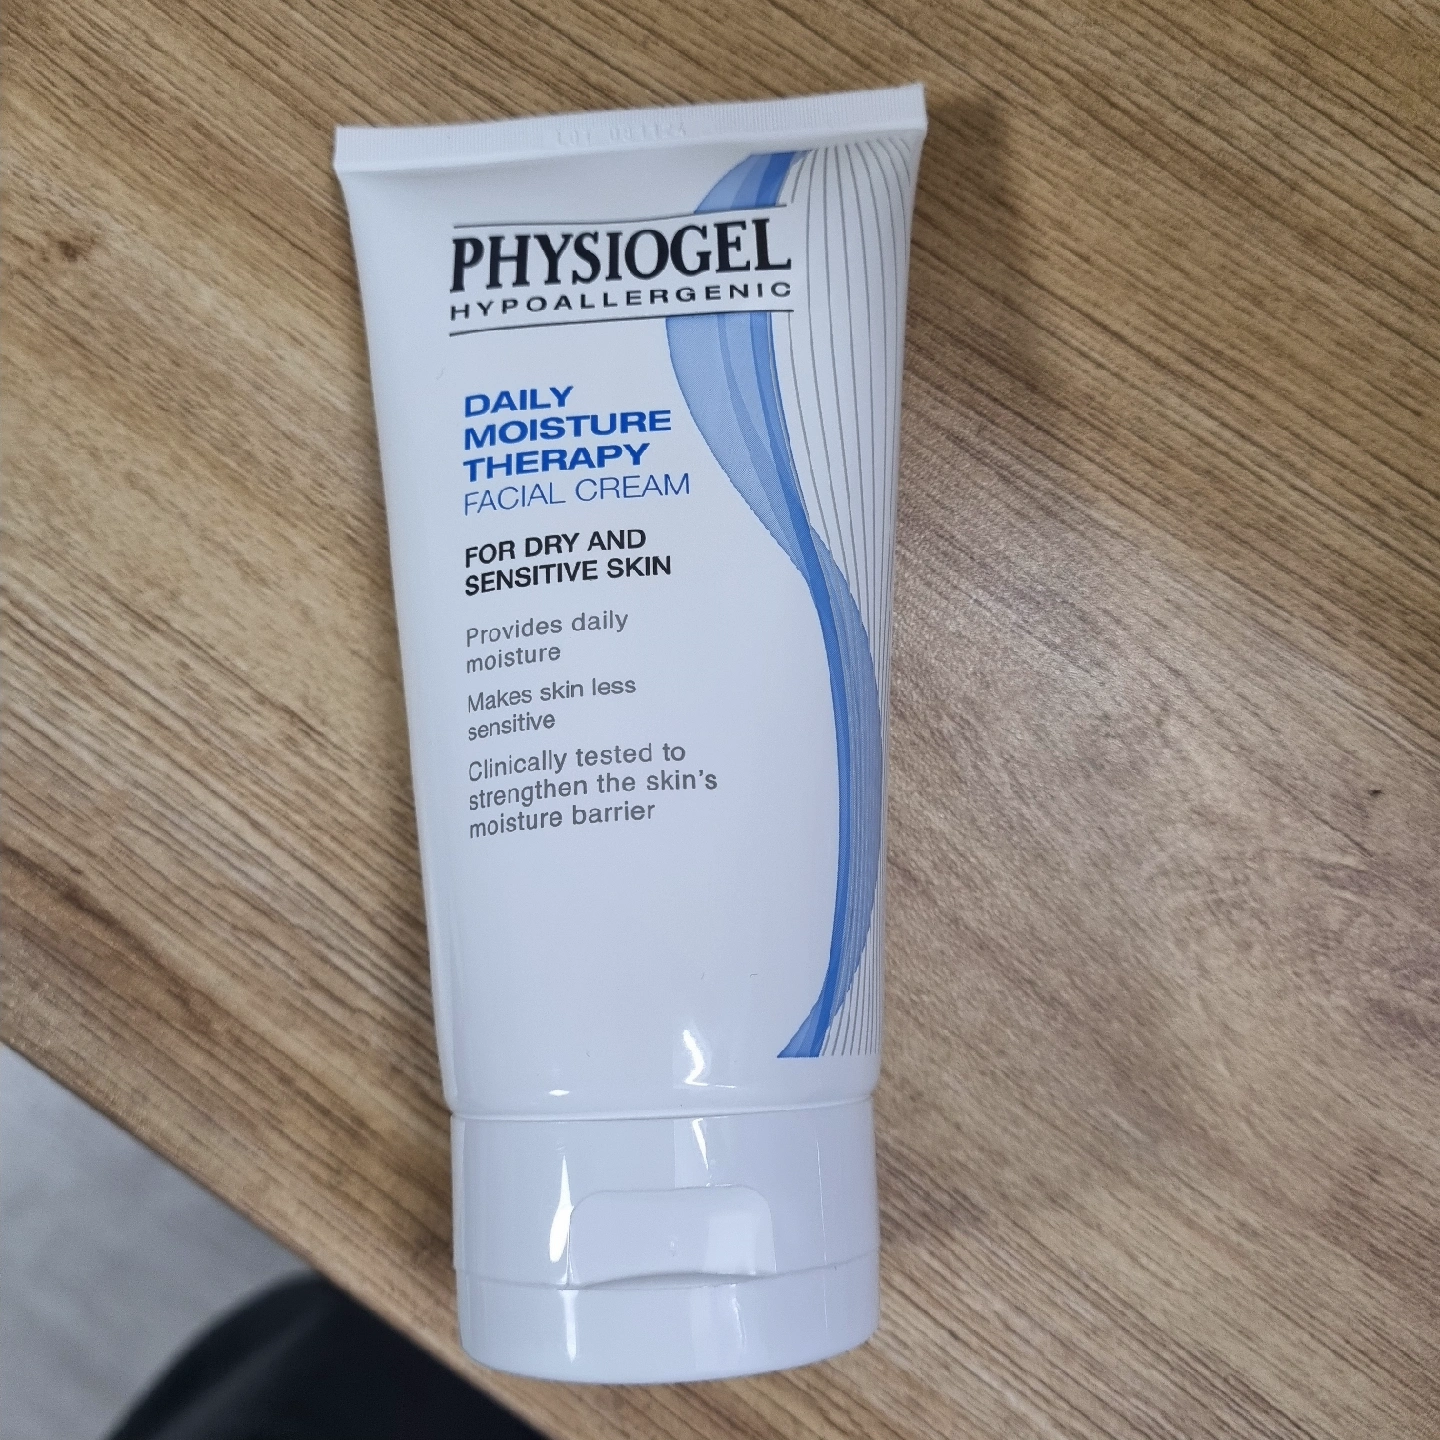 PHYSIOGEL
HYPOALLERGENIC
DAILY
MOISTURE
THERAPY
FACIAL CREAM
FOR DRY AND
SENSITIVE SKIN
Provides daily
moisture
Makes skin less
sensitive
Clinically tested to
strengthen the skin's
moisture barrier